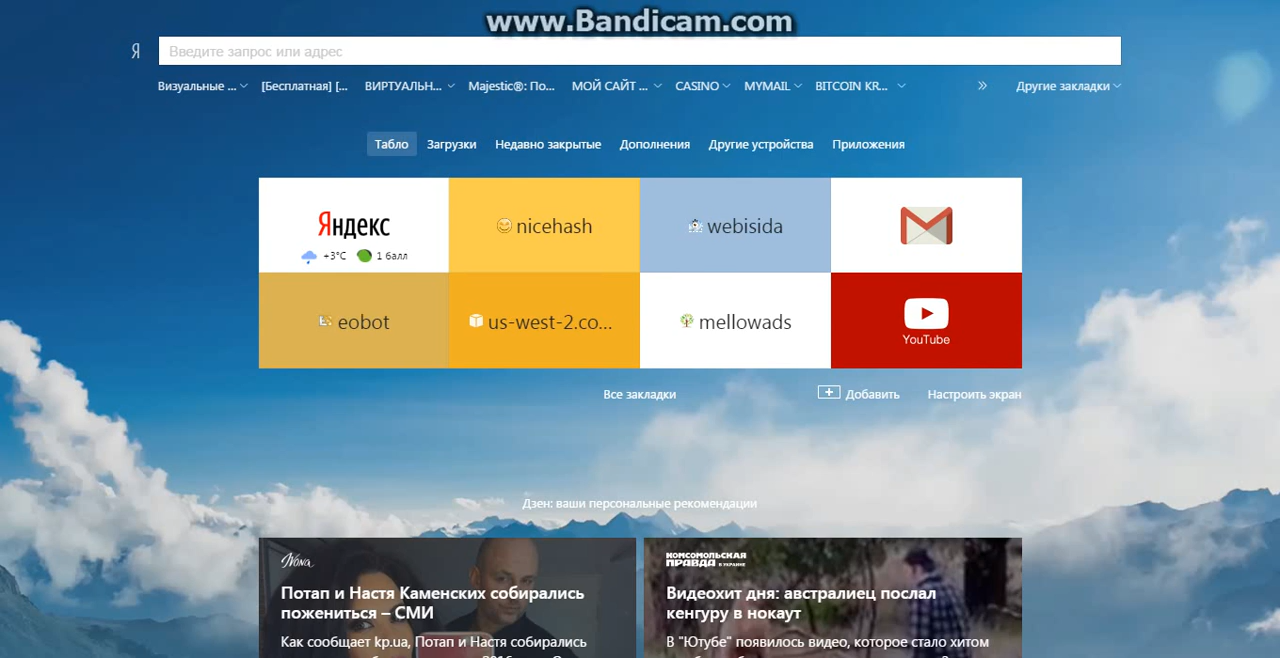 www.Bandicam.com
Я
Введите запрос или адрес
Визуальные ... [Бесплатная] [... ВИРТУАЛЬН... Majestic®: По... МОЙ САЙТ ... CASINO MYMAIL BITCOIN KR... » Другие закладки
Табло Загрузки Недавно закрытые Дополнения Другие устройства Приложения
Яндекс
+3°C 1 балл
nicehash
webisida
eobot
us-west-2.co...
mellowads
YouTube
Все закладки Добавить Настроить экран
Дзен: ваши персональные рекомендации
Nona
Потап и Настя Каменских собирались
пожениться – СМИ
Как сообщает kp.ua, Потап и Настя собирались
КОМСОМОЛЬСКАЯ
ПРАВДА В УКРАИНЕ
Видеохит дня: австралиец послал
кенгуру в нокаут
В "Ютубе" появилось видео, которое стало хитом